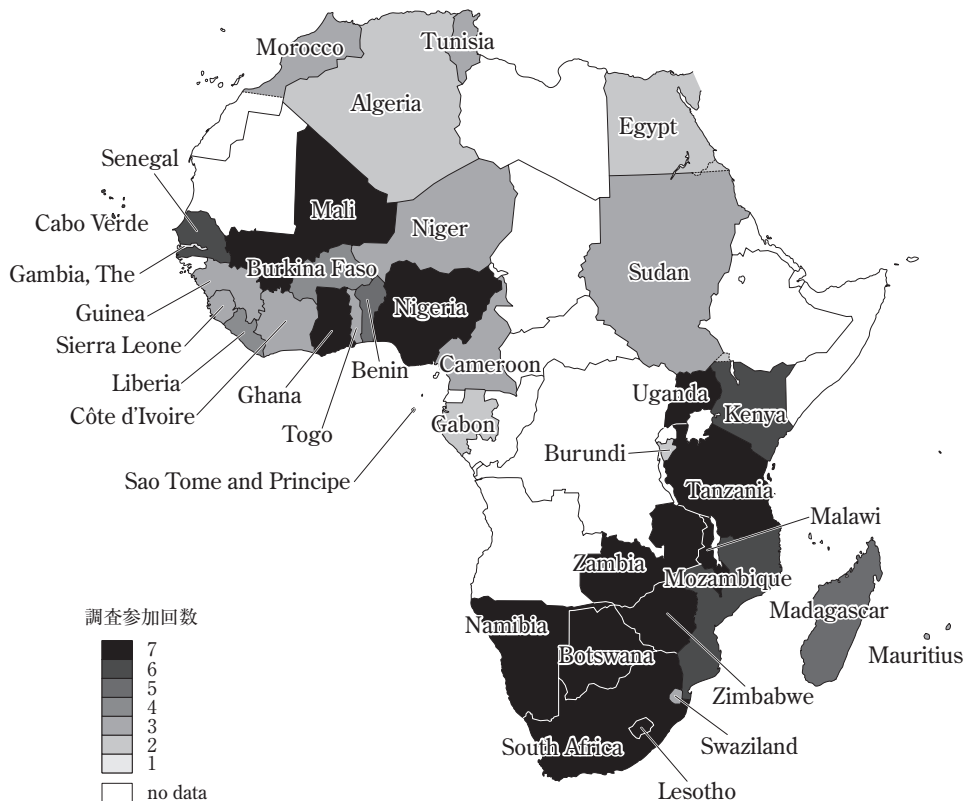 Morocco
Tunisia
Algeria
Egypt
Senegal
Mali
Cabo Verde
Niger
Gambia, The
Burkina Faso
Sudan
Guinea
Nigeria
Sierra Leone
Cameroon
Liberia
Benin
Ghana
Uganda
Côte d'Ivoire
Kenya
Togo
Gabon
Burundi
Sao Tome and Principe
Tanzania
Malawi
Zambia
Mozambique
調査参加回数
Namibia
Madagascar
7
Botswana
Mauritius
6
5
Zimbabwe
4
3
South Africa
Swaziland
2
1
Lesotho
no data